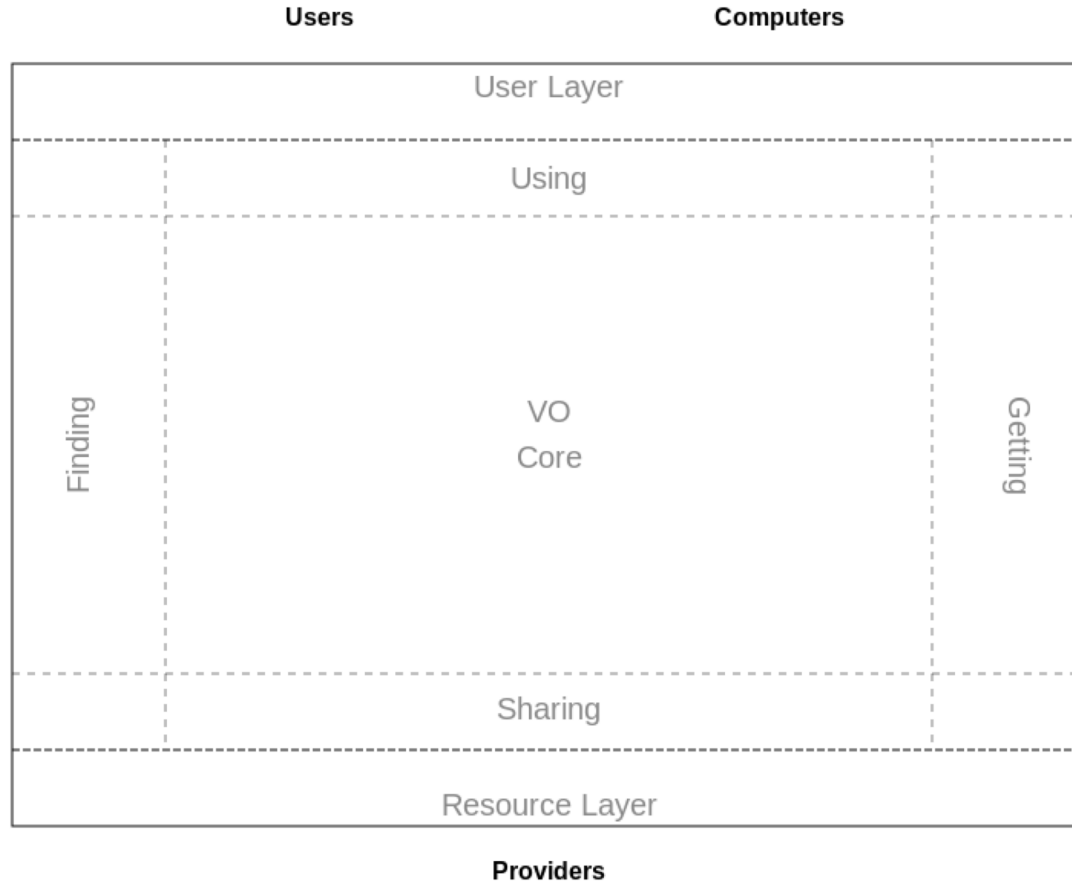 Users
Computers
User Layer
Using
Finding
VO
Core
Getting
Sharing
Resource Layer
Providers